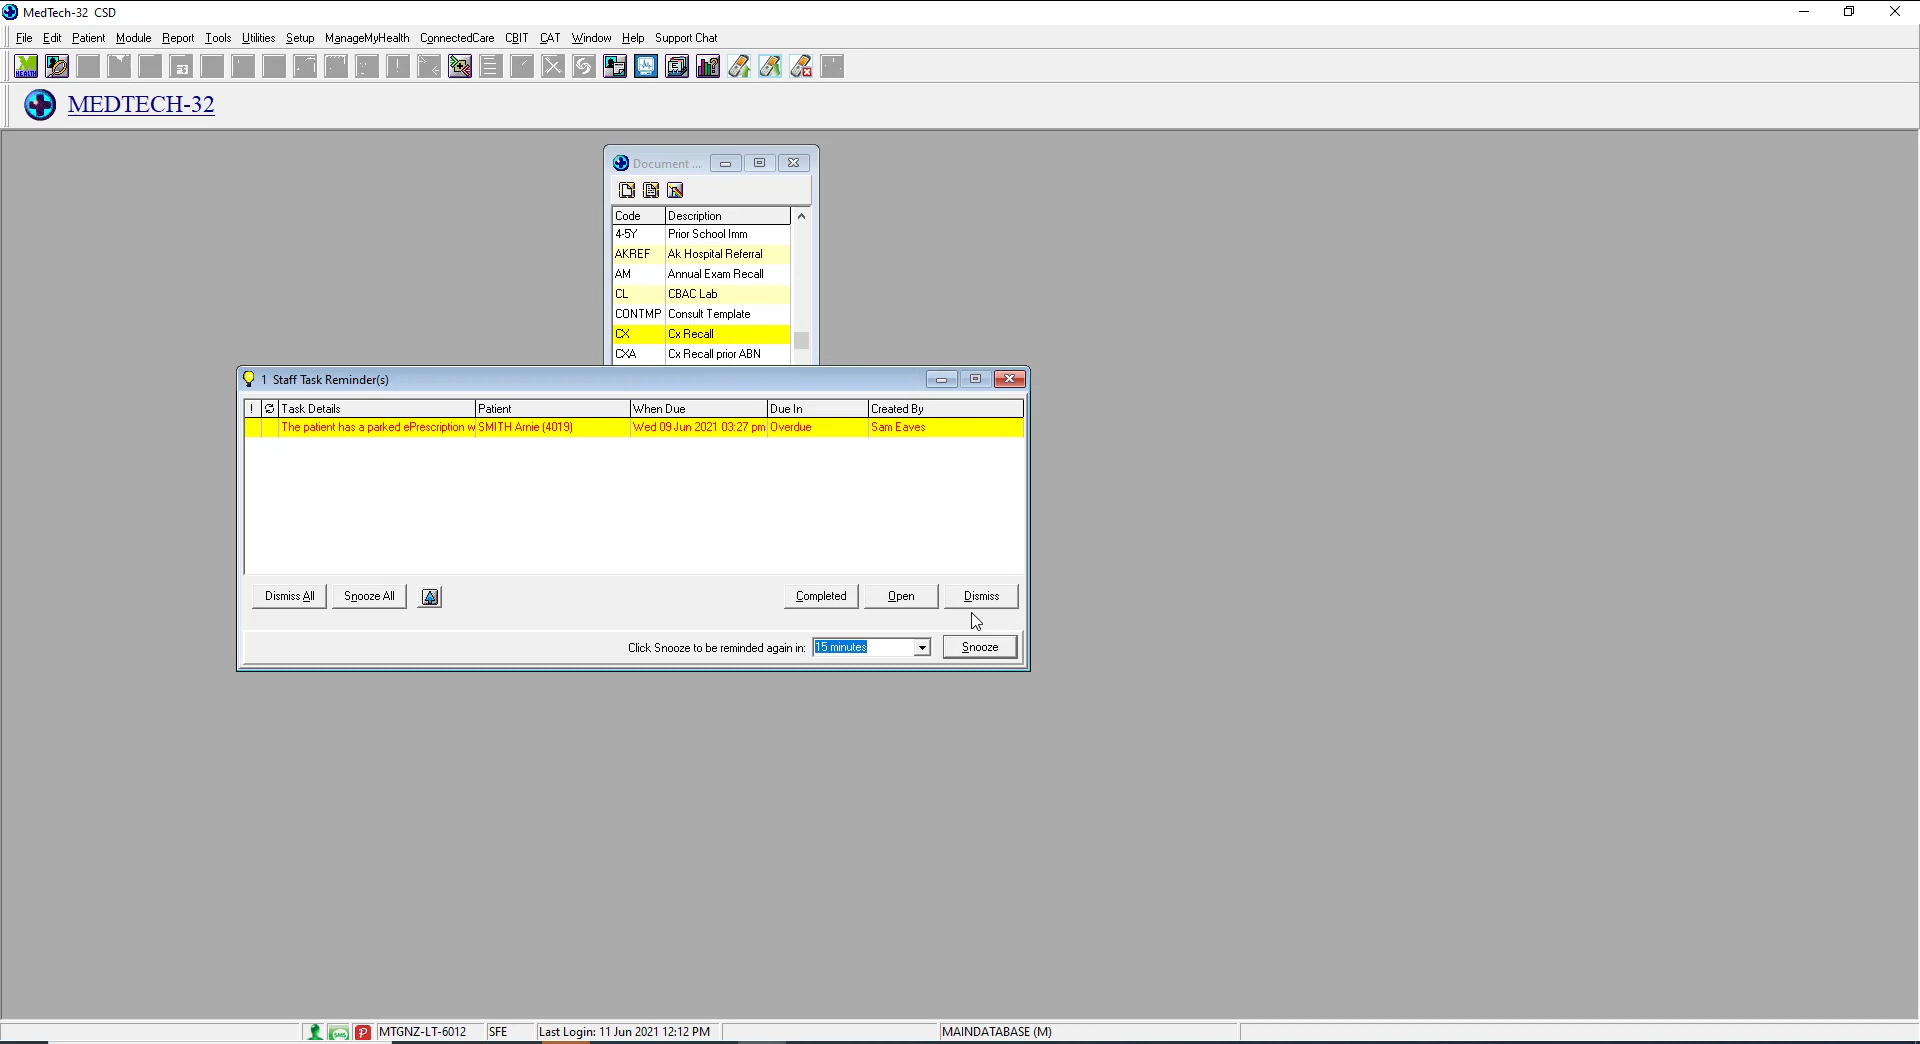 MedTech-32 CSD
File Edit Patient Module Report Tools Utilities Setup ManageMyHealth ConnectedCare CBIT CAT Window Help Support Chat
HEALTH
MEDTECH-32
Document ...
Code Description
4-5Y Prior School Imm
AKREF Ak Hospital Referral
AM Annual Exam Recall
CL CBAC Lab
CONTMP Consult Template
CX Cx Recall
CXA Cx Recall prior ABN
1 Staff Task Reminder(s)
! Task Details Patient When Due Due In Created By
The patient has a parked ePrescription w SMITH Arnie (4019) Wed 09 Jun 2021 03:27 pm Overdue Sam Eaves
Dismiss All Snooze All Completed Open Dismiss
Click Snooze to be reminded again in: 15 minutes Snooze
SMS P MTGNZ-LT-6012 SFE Last Login: 11 Jun 2021 12:12 PM MAINDATABASE (M)